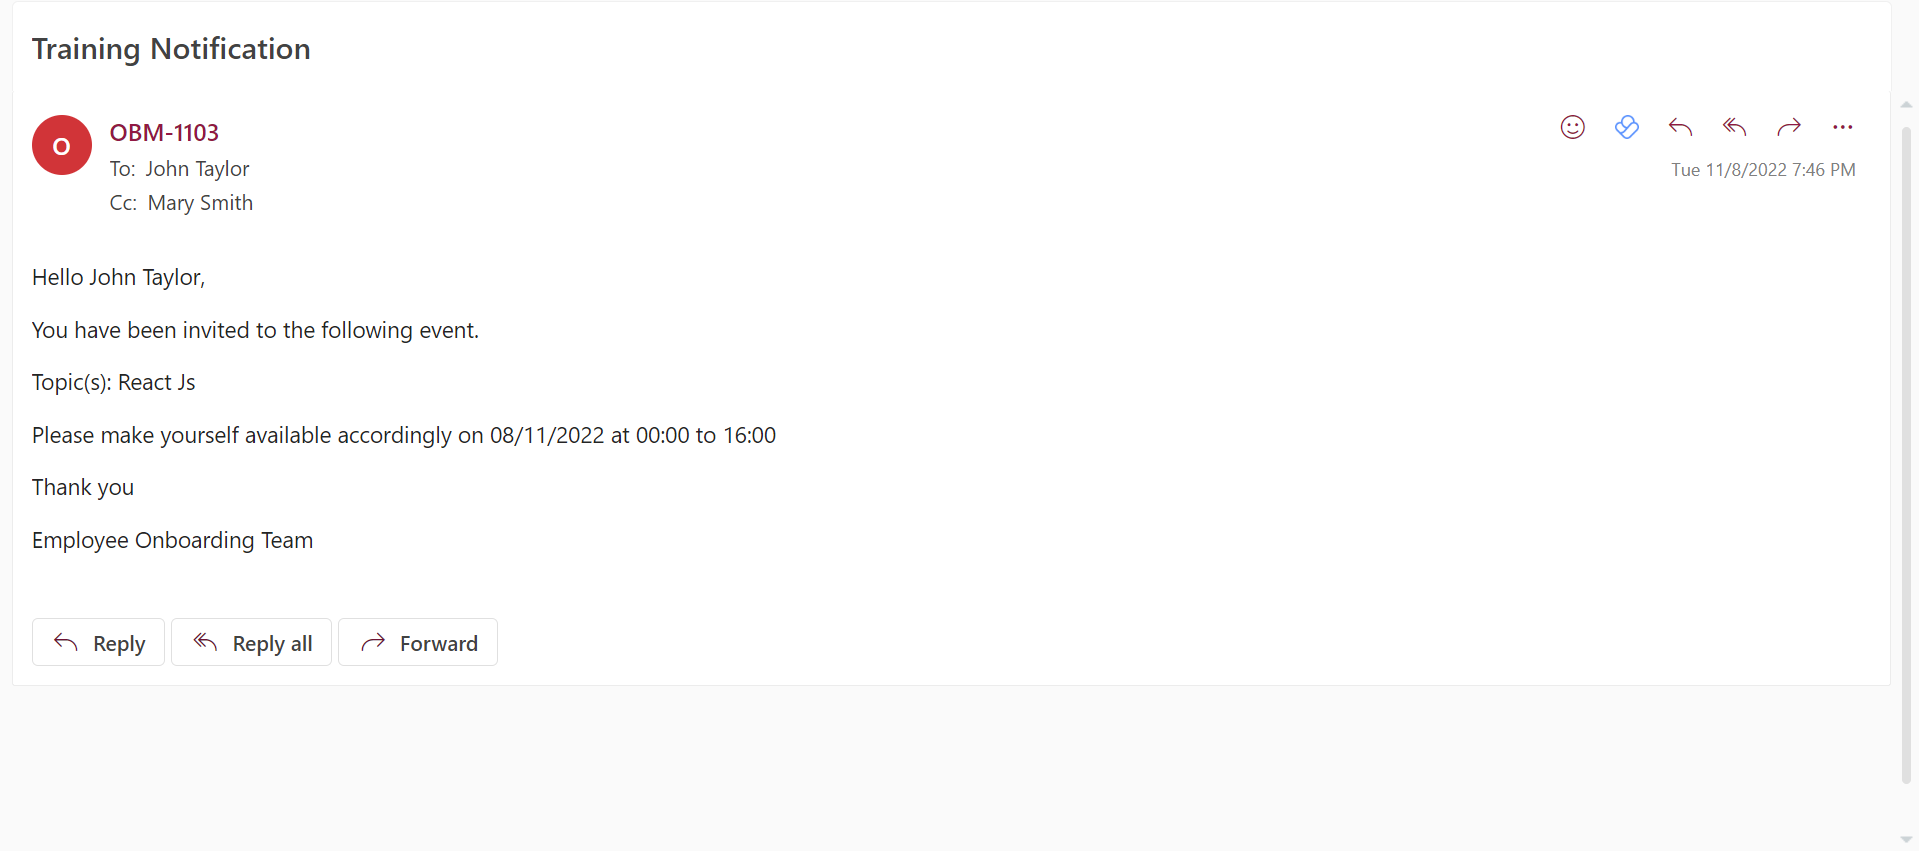 Training Notification
O
OBM-1103
To: John Taylor
Cc: Mary Smith
Tue 11/8/2022 7:46 PM
Hello John Taylor,
You have been invited to the following event.
Topic(s): React Js
Please make yourself available accordingly on 08/11/2022 at 00:00 to 16:00
Thank you
Employee Onboarding Team
Reply
Reply all
Forward